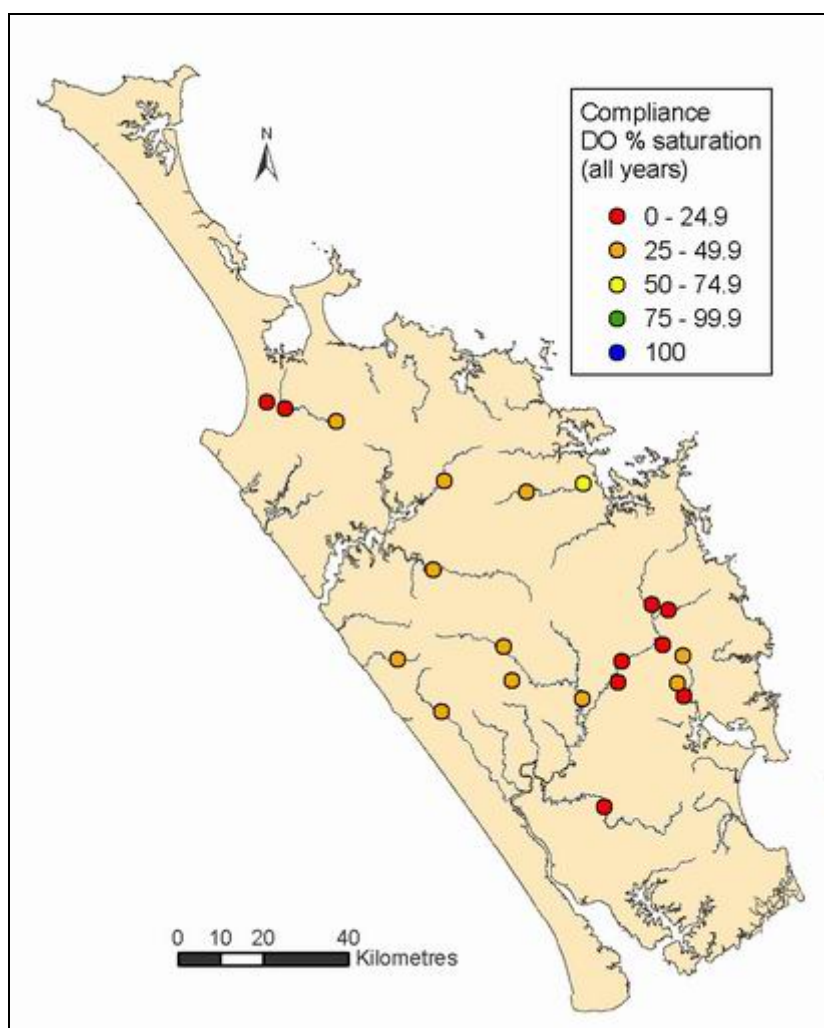 Compliance
DO % saturation
(all years)
0 - 24.9
25 - 49.9
50 - 74.9
75 - 99.9
100
N
0 10 20 40
Kilometres